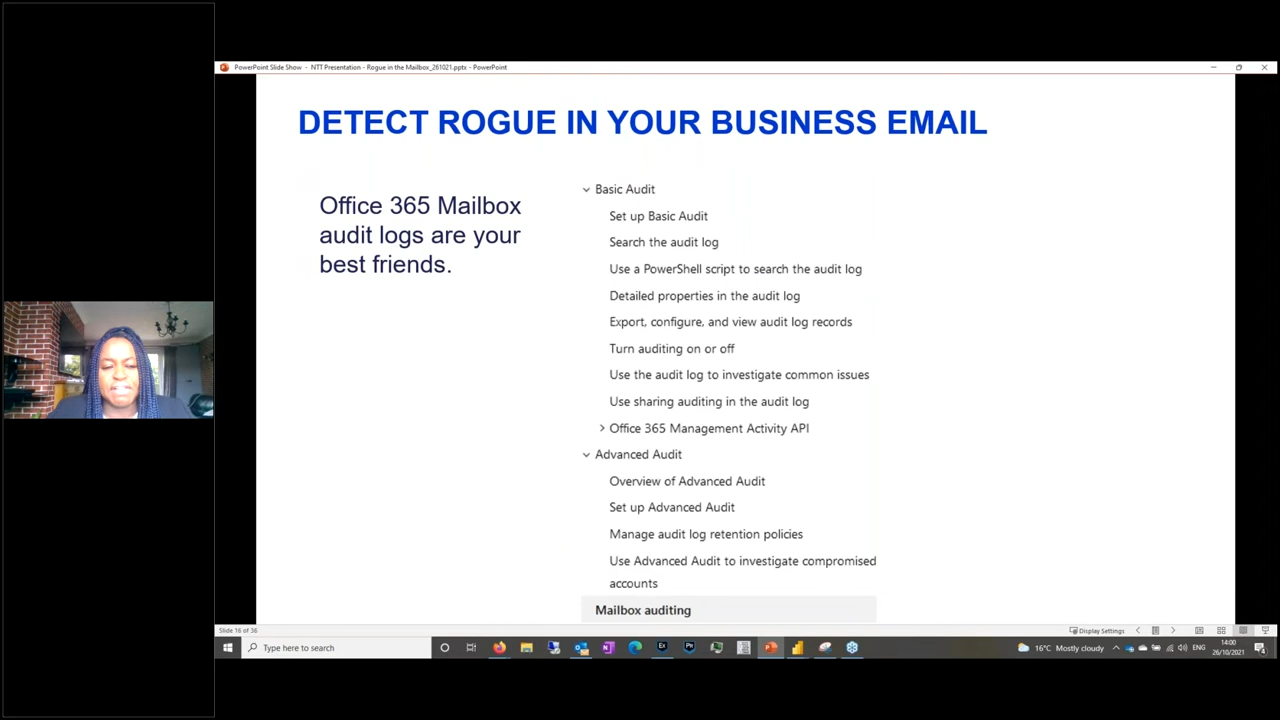 PowerPoint Slide Show - NTT Presentation - Rogue in the Mailbox_261021.pptx - PowerPoint
DETECT ROGUE IN YOUR BUSINESS EMAIL
Office 365 Mailbox
audit logs are your
best friends.
Basic Audit
Set up Basic Audit
Search the audit log
Use a PowerShell script to search the audit log
Detailed properties in the audit log
Export, configure, and view audit log records
Turn auditing on or off
Use the audit log to investigate common issues
Use sharing auditing in the audit log
Office 365 Management Activity API
Advanced Audit
Overview of Advanced Audit
Set up Advanced Audit
Manage audit log retention policies
Use Advanced Audit to investigate compromised
accounts
Mailbox auditing
Slide 16 of 36
Display Settings
Type here to search
16°C Mostly cloudy
ENG
14:00
26/10/2021